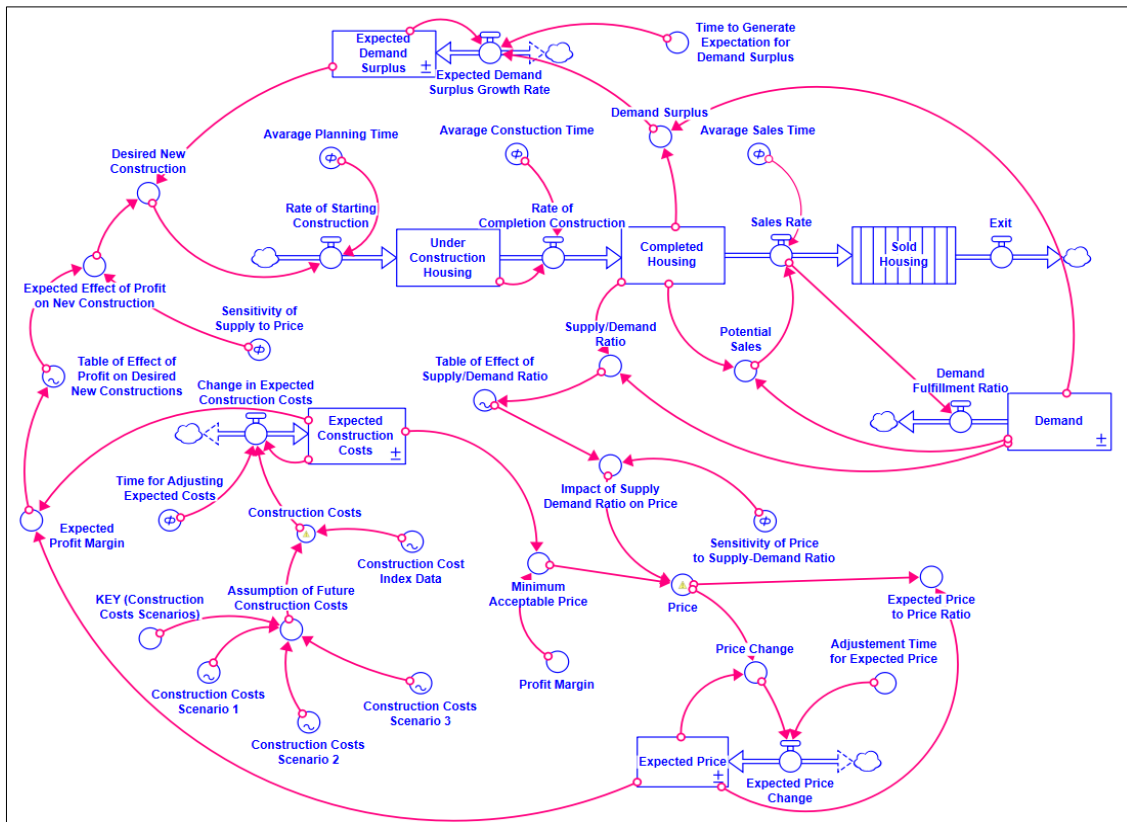 Expected
Demand
Surplus
Expected Demand
Surplus Growth Rate
Time to Generate
Expectation for
Demand Surplus
Demand Surplus
Avarage Planning Time
Avarage Constuction Time
Avarage Sales Time
Desired New
Construction
Rate of Starting
Construction
Rate of
Completion Construction
Sales Rate
Exit
Under
Construction
Housing
Completed
Housing
Sold
Housing
Expected Effect of Profit
on Nev Construction
Sensitivity of
Supply to Price
Supply/Demand
Ratio
Potential
Sales
Table of Effect of
Profit on Desired
New Constructions
Table of Effect of
Supply/Demand Ratio
Demand
Fulfillment Ratio
Change in Expected
Construction Costs
Expected
Construction
Costs
Demand
Time for Adjusting
Expected Costs
Impact of Supply
Demand Ratio on Price
Expected
Profit Margin
Construction Costs
Construction Cost
Index Data
Sensitivity of Price
to Supply-Demand Ratio
Minimum
Acceptable Price
Price
Expected Price
to Price Ratio
KEY (Construction
Costs Scenarios)
Assumption of Future
Construction Costs
Price Change
Adjustement Time
for Expected Price
Profit Margin
Construction Costs
Scenario 1
Construction Costs
Scenario 3
Construction Costs
Scenario 2
Expected Price
Expected Price
Change